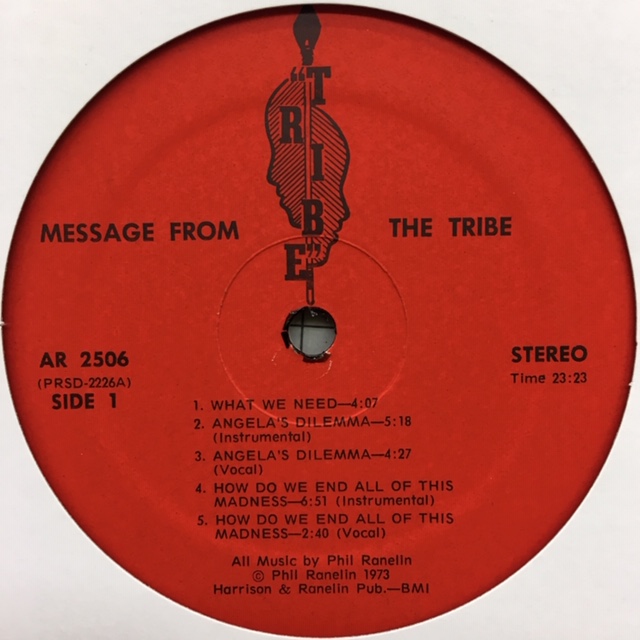 "TRIBE"
MESSAGE FROM THE TRIBE
AR 2506
(PRSD-2226A)
SIDE 1
STEREO
Time 23:23
1. WHAT WE NEED—4:07
2. ANGELA'S DILEMMA—5:18
(Instrumental)
3. ANGELA'S DILEMMA—4:27
(Vocal)
4. HOW DO WE END ALL OF THIS
MADNESS—6:51 (Instrumental)
5. HOW DO WE END ALL OF THIS
MADNESS—2:40 (Vocal)
All Music by Phil Ranelin
© Phil Ranelin 1973
Harrison & Ranelin Pub.—BMI